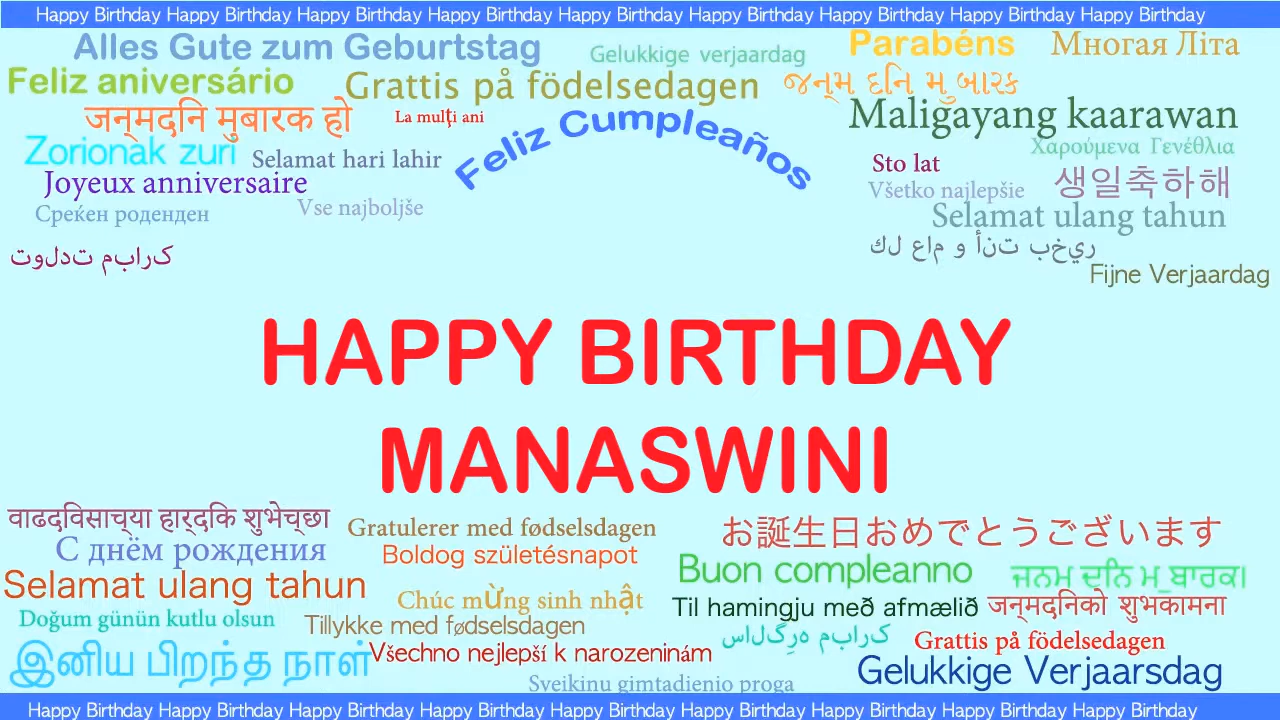 Happy Birthday Happy Birthday Happy Birthday Happy Birthday Happy Birthday Happy Birthday Happy Birthday Happy Birthday Happy Birthday
Alles Gute zum Geburtstag
Gelukkige verjaardag
Parabéns
Многая Літа
Feliz aniversário
Grattis på födelsedagen
જન્મ દિન મુબારક
जन्मदिन मुबारक हो
La mulţi ani
Feliz Cumpleaños
Maligayang kaarawan
Zorionak zuri
Selamat hari lahir
Χαρούμενα Γενέθλια
Joyeux anniversaire
Sto lat
생일축하해
Všetko najlepšie
Среќен роденден
Vse najboljše
Selamat ulang tahun
تولدت مبارک
كل عام و أنت بخير
Fijne Verjaardag
HAPPY BIRTHDAY
MANASWINI
वाढदिवसाच्या हार्दिक शुभेच्छा
Gratulerer med fødselsdagen
お誕生日おめでとうございます
С днём рождения
Boldog születésnapot
Buon compleanno
ਜਨਮ ਦਿਨ ਮੁਬਾਰਕ।
Selamat ulang tahun
Chúc mừng sinh nhật
Til hamingju með afmælið
जन्मदिनको शुभकामना
Doğum günün kutlu olsun
Tillykke med fødselsdagen
سالگرہ مبارک
Grattis på födelsedagen
இனிய பிறந்த நாள்
Všechno nejlepší k narozeninám
Gelukkige Verjaarsdag
Sveikinu gimtadienio proga
Happy Birthday Happy Birthday Happy Birthday Happy Birthday Happy Birthday Happy Birthday Happy Birthday Happy Birthday Happy Birthday